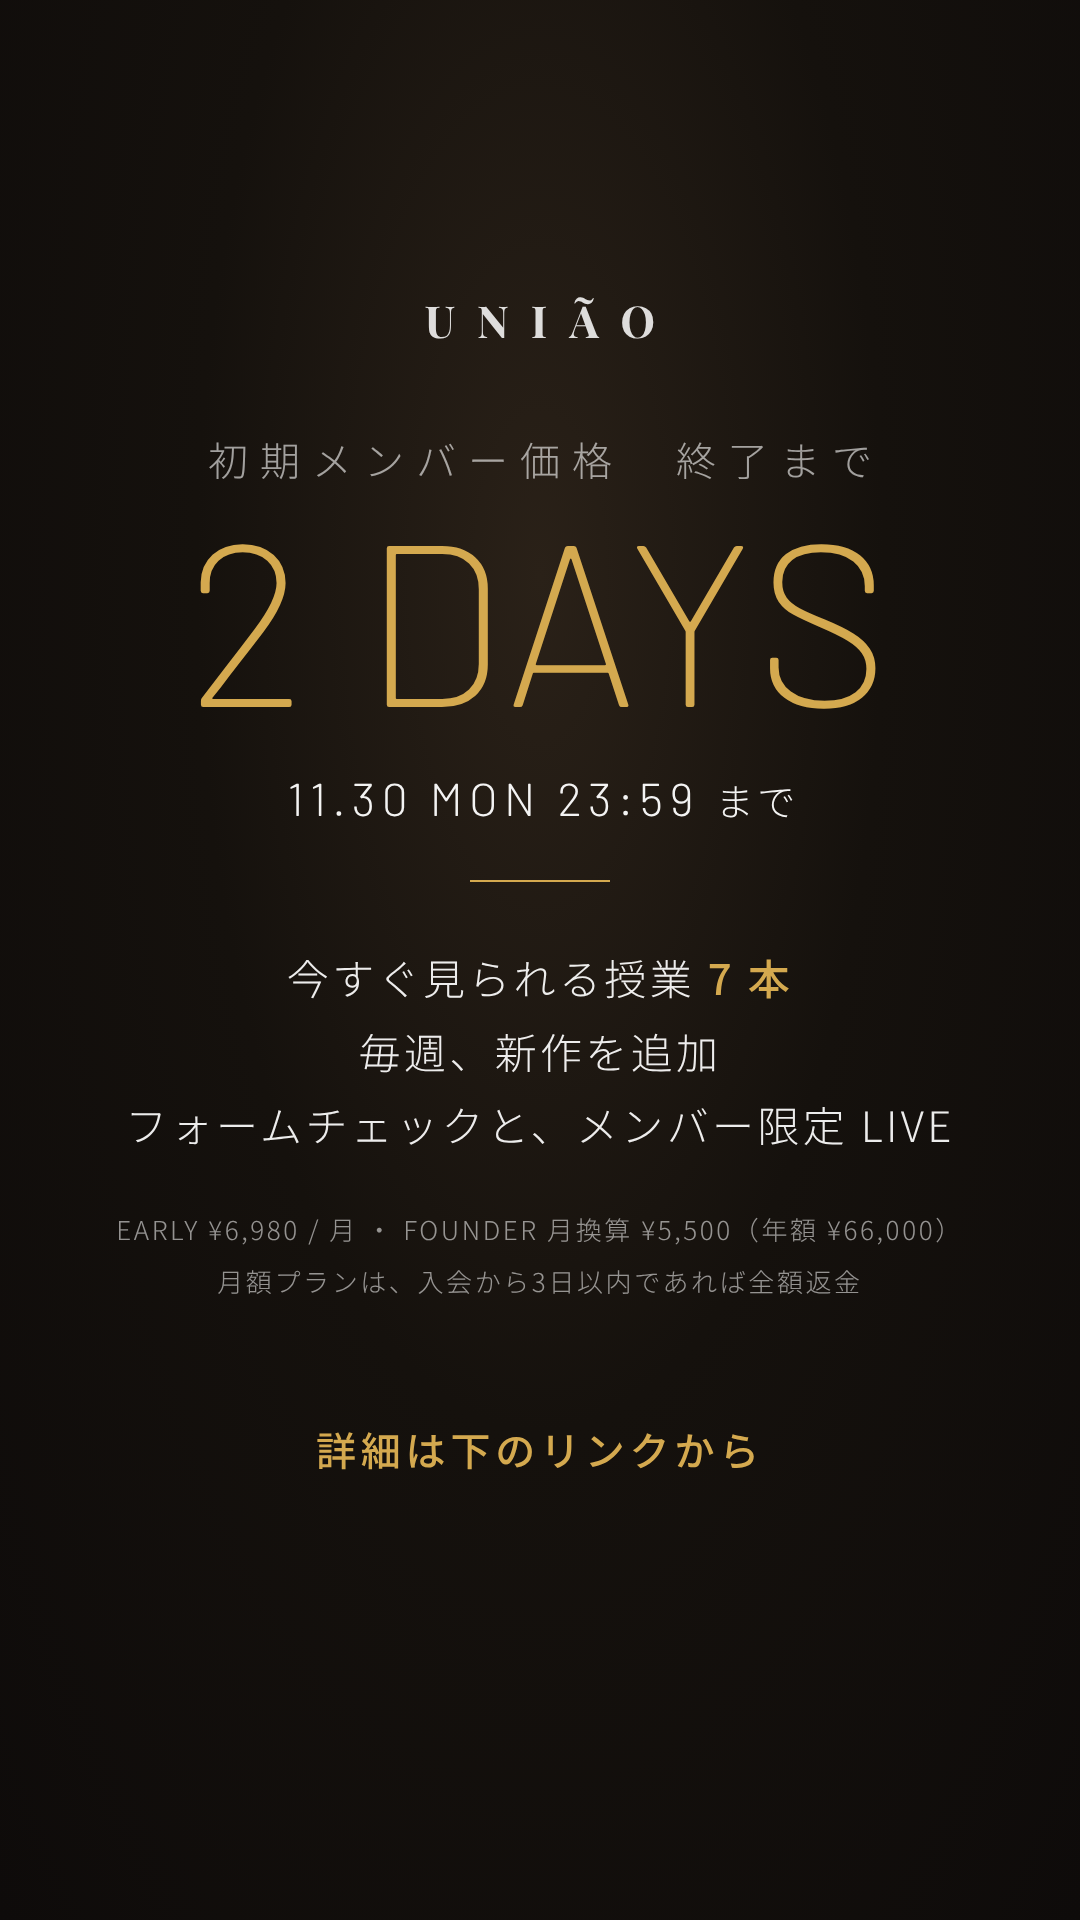 UNIÃO
初期メンバー価格　終了まで
2 DAYS
11.30 MON 23:59 まで
今すぐ見られる授業 7 本
毎週、新作を追加
フォームチェックと、メンバー限定 LIVE
EARLY ¥6,980 / 月 ・ FOUNDER 月換算 ¥5,500（年額 ¥66,000）
月額プランは、入会から3日以内であれば全額返金
詳細は下のリンクから